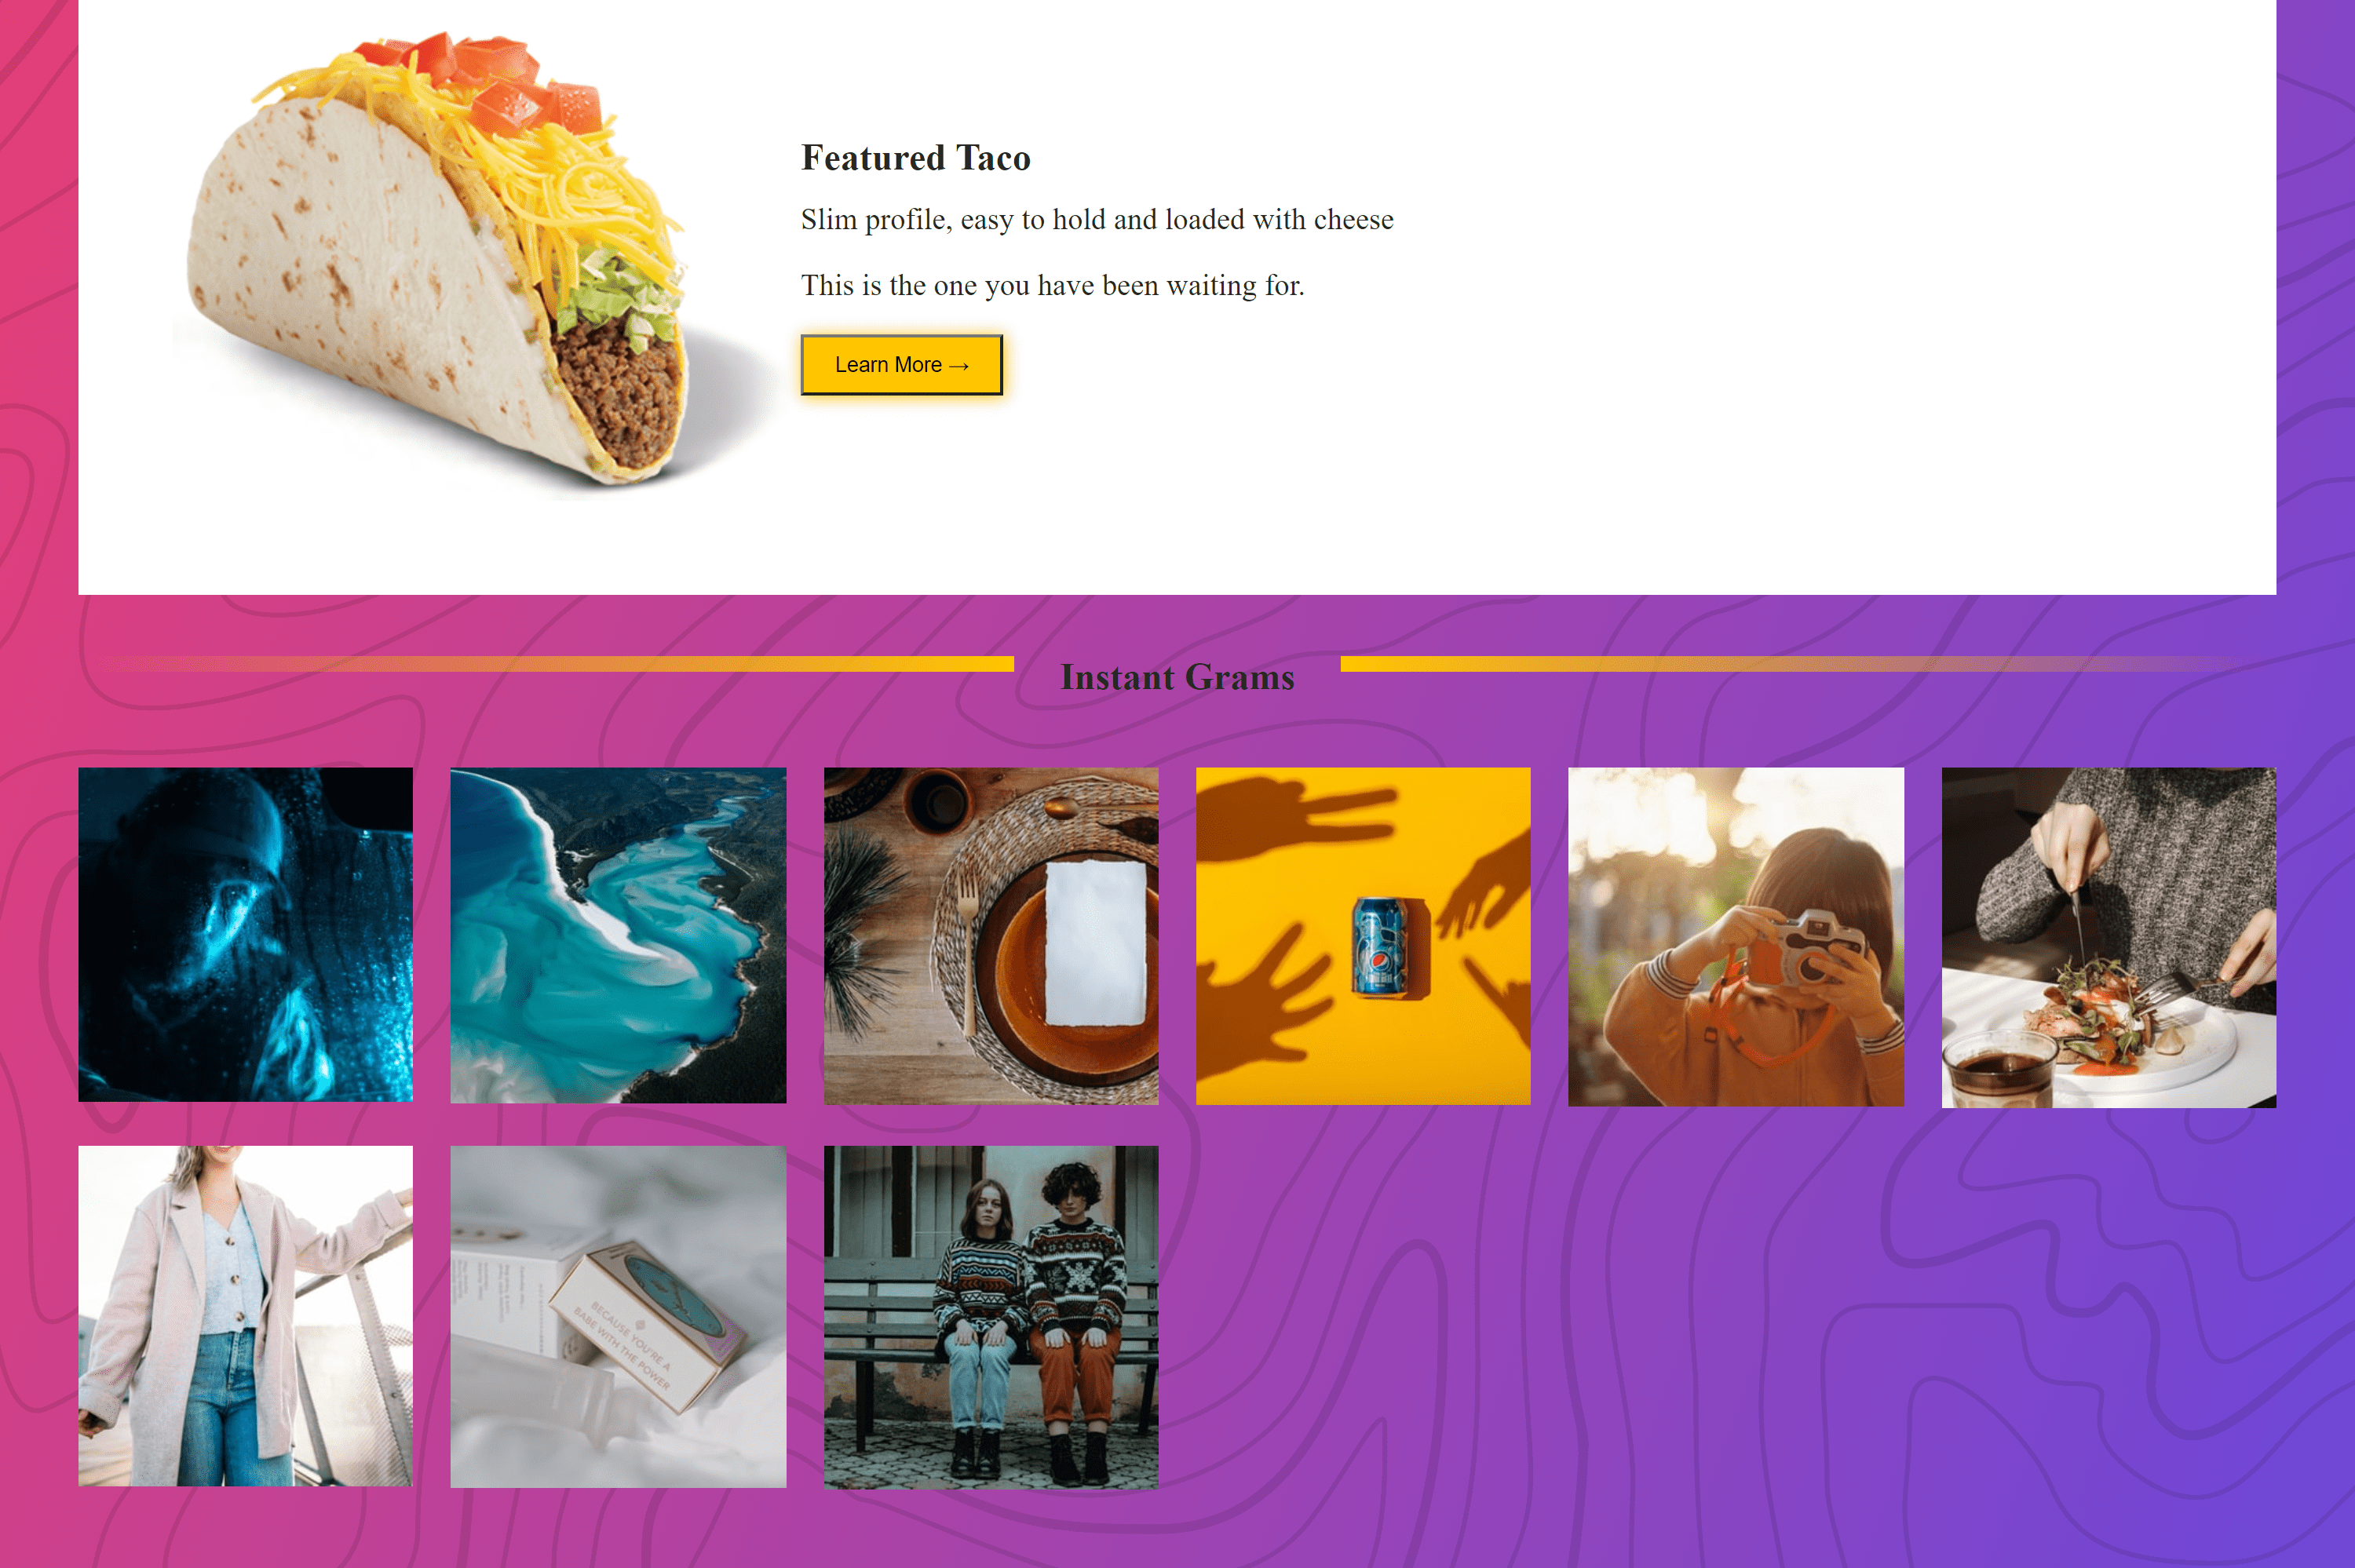 Featured Taco
Slim profile, easy to hold and loaded with cheese
This is the one you have been waiting for.
Learn More →
Instant Grams
BECAUSE YOU'RE A
BABE WITH THE POWER